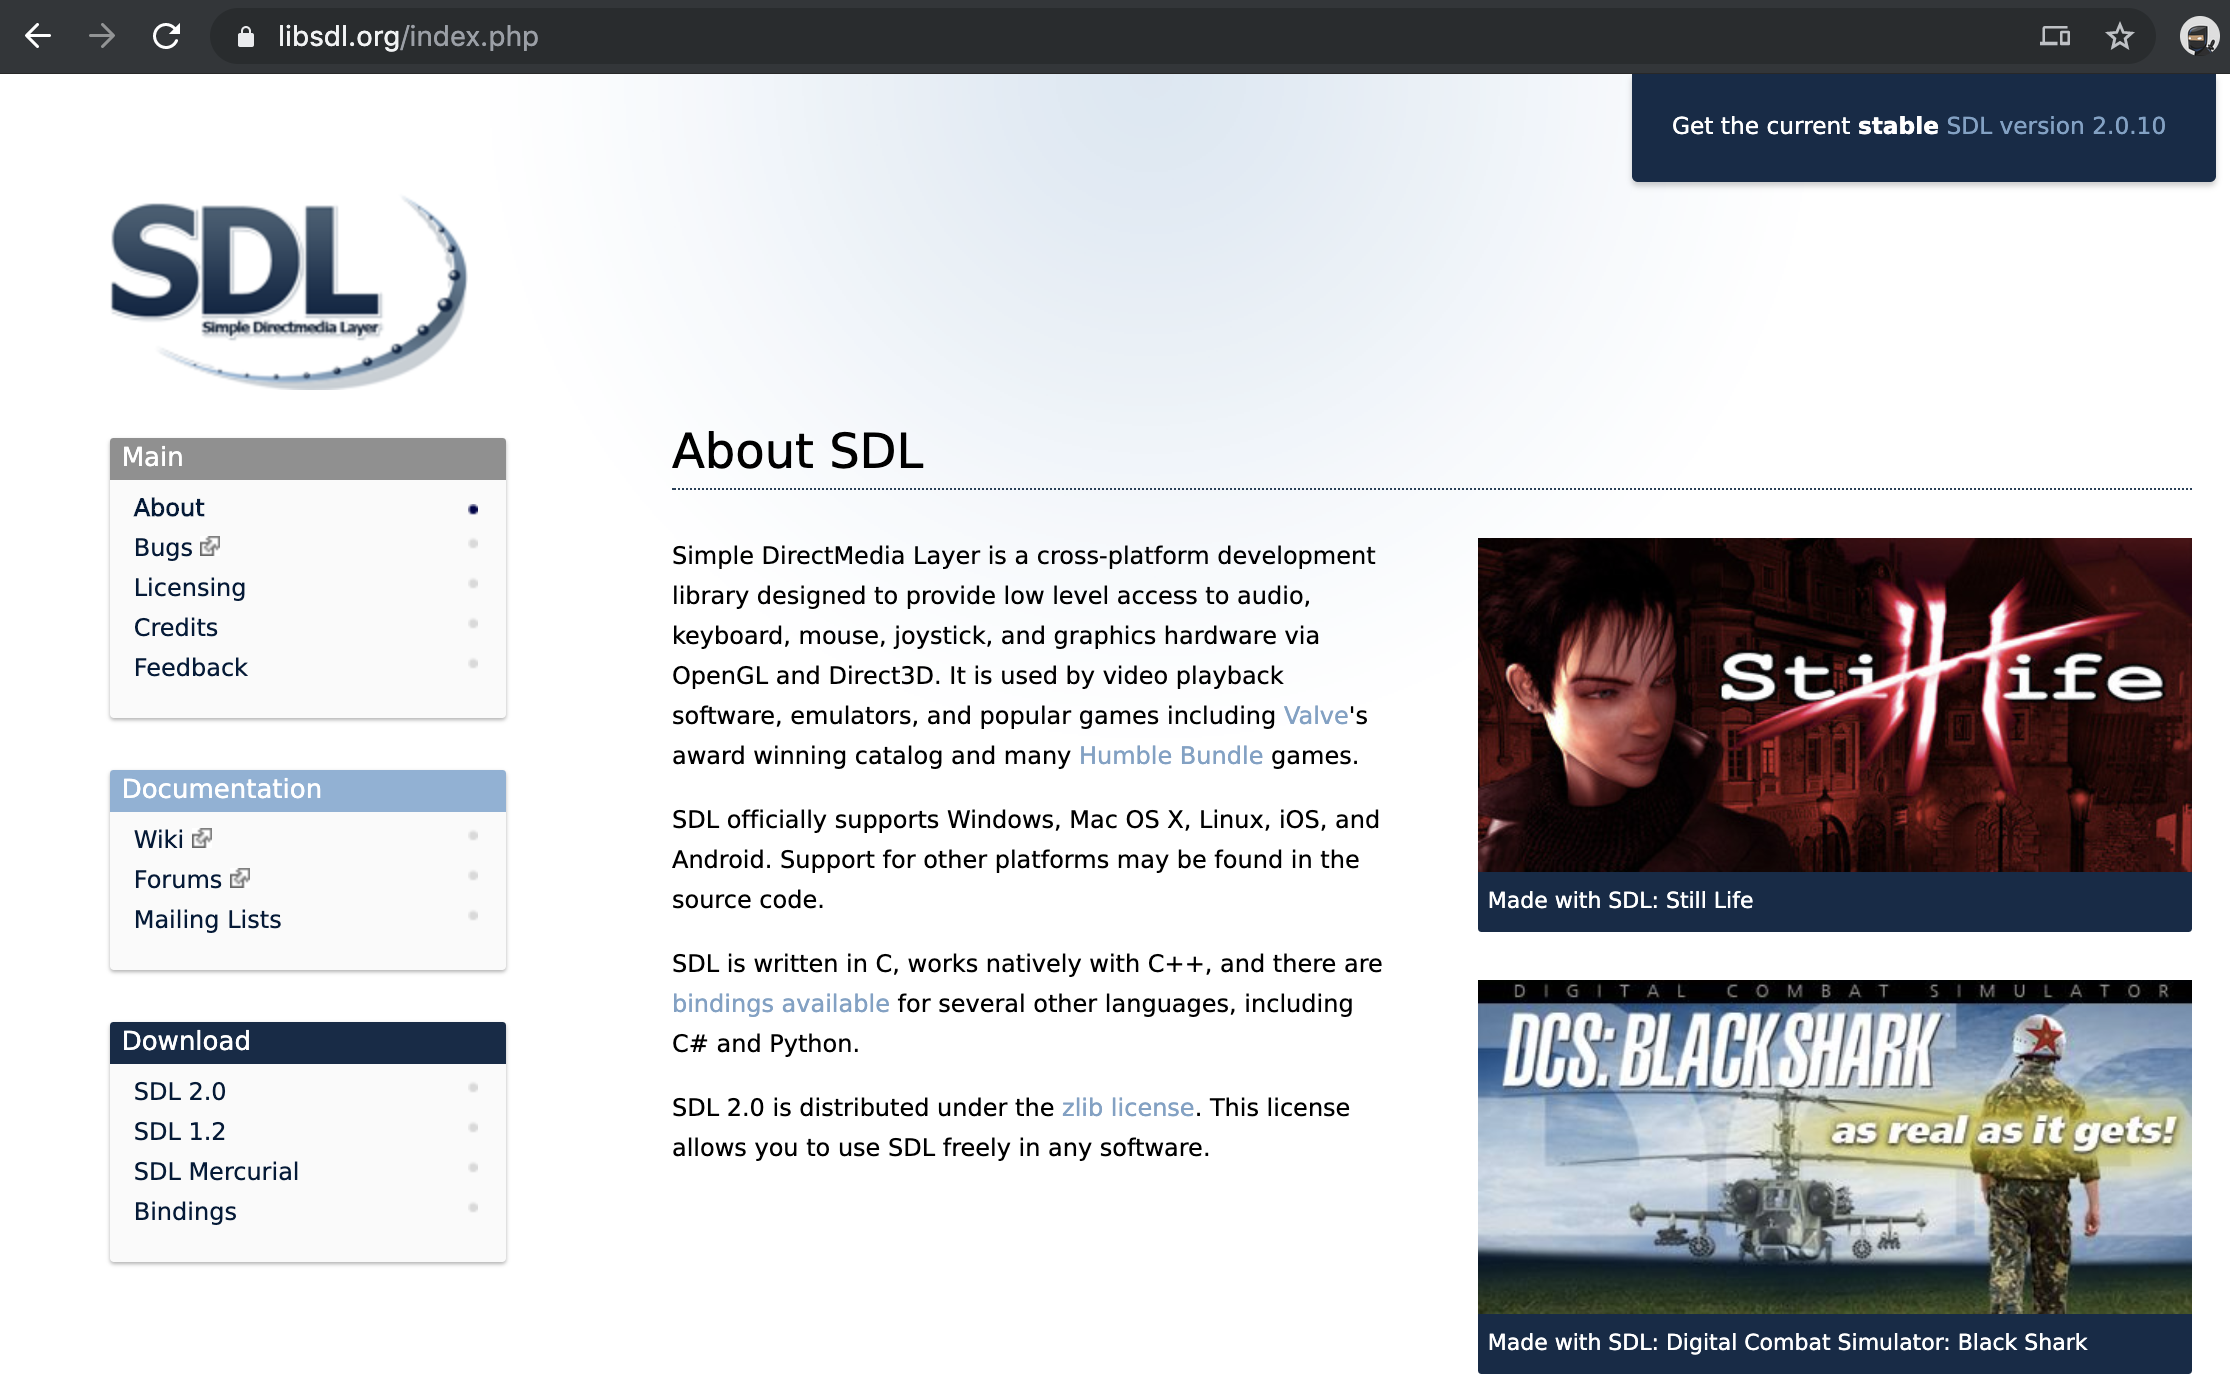 libsdl.org/index.php
Get the current stable SDL version 2.0.10
SDL
Simple Directmedia Layer
Main
About
Bugs
Licensing
Credits
Feedback
Documentation
Wiki
Forums
Mailing Lists
Download
SDL 2.0
SDL 1.2
SDL Mercurial
Bindings
About SDL
Simple DirectMedia Layer is a cross-platform development
library designed to provide low level access to audio,
keyboard, mouse, joystick, and graphics hardware via
OpenGL and Direct3D. It is used by video playback
software, emulators, and popular games including Valve's
award winning catalog and many Humble Bundle games.
SDL officially supports Windows, Mac OS X, Linux, iOS, and
Android. Support for other platforms may be found in the
source code.
SDL is written in C, works natively with C++, and there are
bindings available for several other languages, including
C# and Python.
SDL 2.0 is distributed under the zlib license. This license
allows you to use SDL freely in any software.
Still Life
Made with SDL: Still Life
DIGITAL COMBAT SIMULATOR
DCS: BLACK SHARK
as real as it gets!
Made with SDL: Digital Combat Simulator: Black Shark